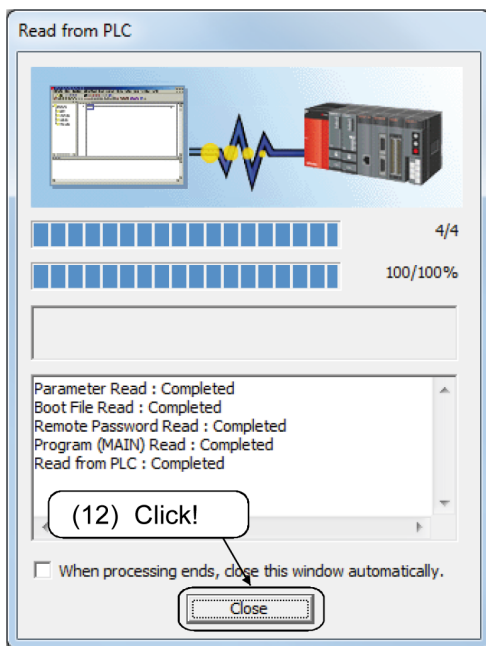 Read from PLC
4/4
100/100%
Parameter Read : Completed
Boot File Read : Completed
Remote Password Read : Completed
Program (MAIN) Read : Completed
Read from PLC : Completed
(12) Click!
When processing ends, close this window automatically.
Close